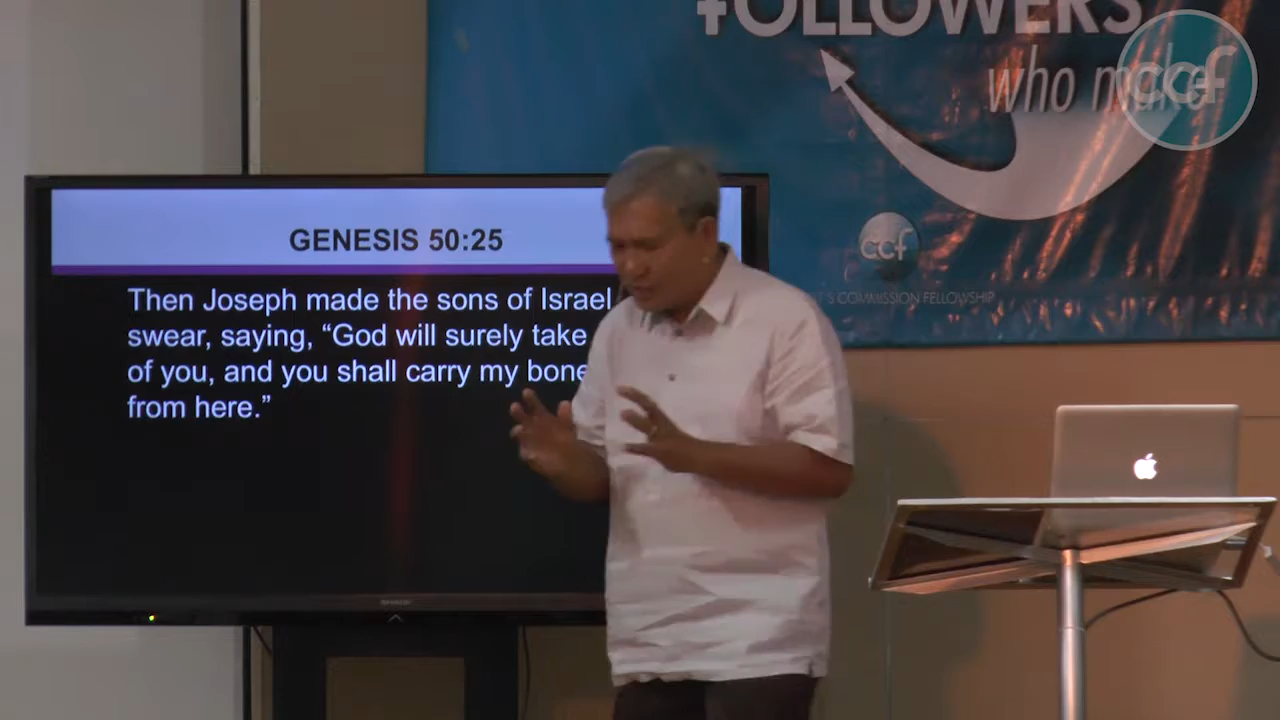 FOLLOWERS
who make
ccf
ccf
'S COMMISSION FELLOWSHIP
GENESIS 50:25
Then Joseph made the sons of Israel
swear, saying, “God will surely take
of you, and you shall carry my bone
from here.”
SHARP